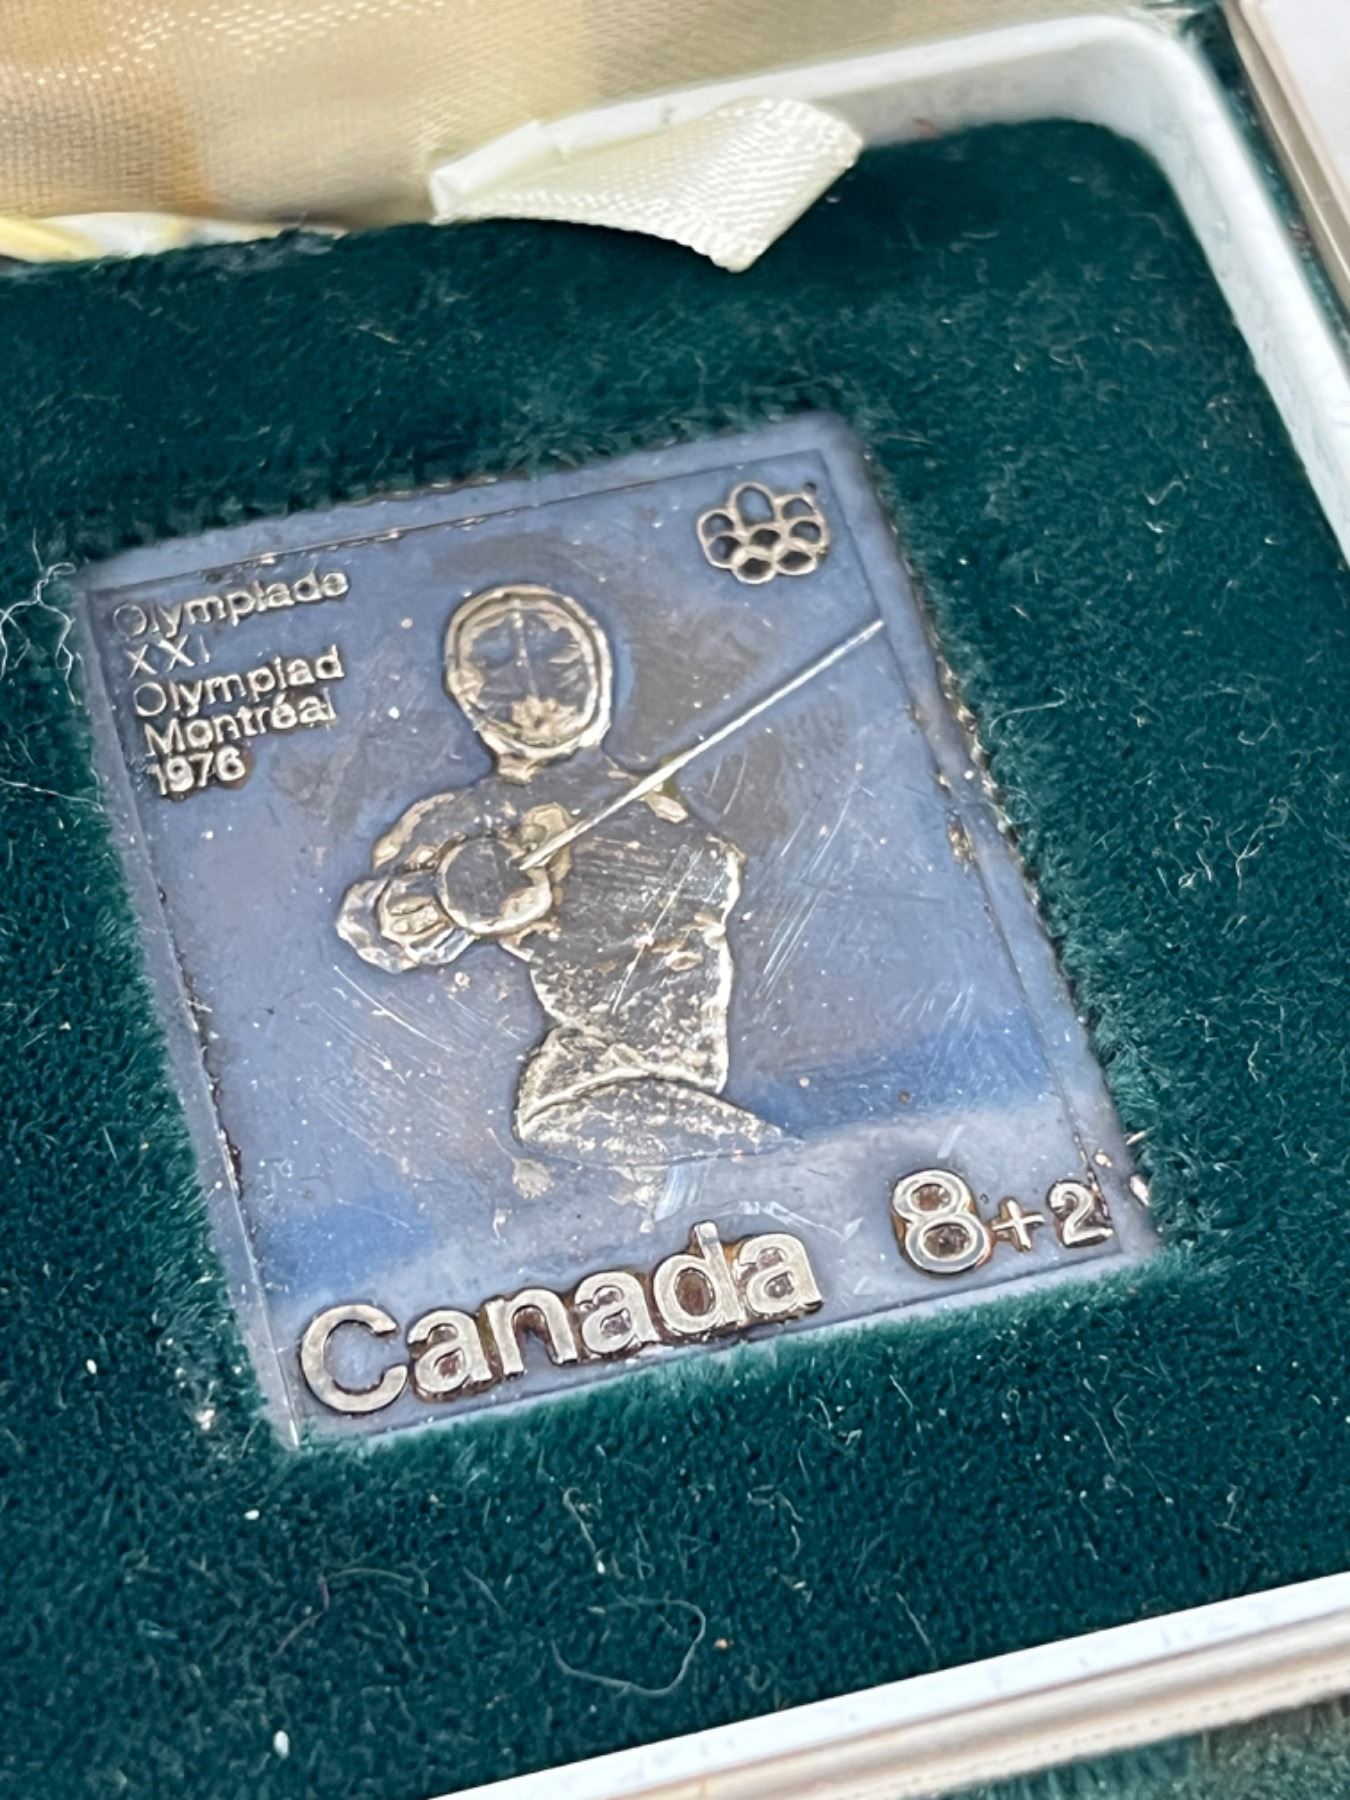 Olympiade
XXI
Olympiad
Montréal
1976
Canada 8+2